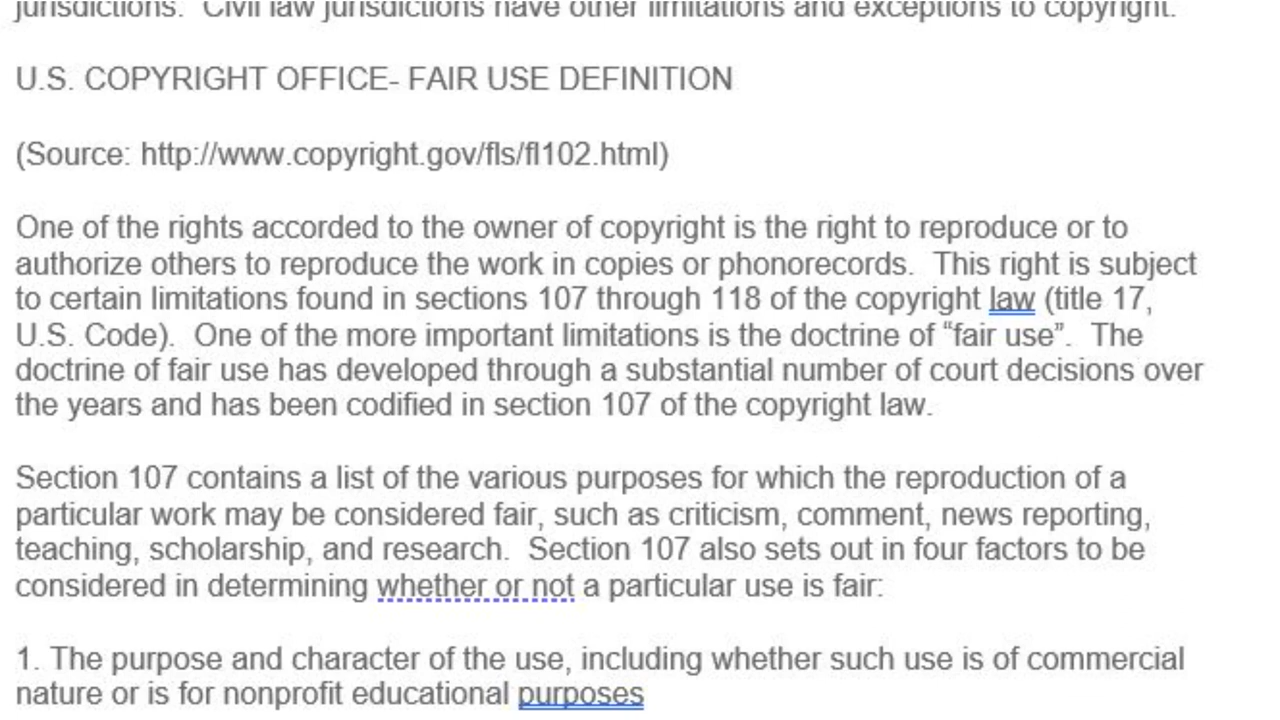 jurisdictions.  Civil law jurisdictions have other limitations and exceptions to copyright.
U.S. COPYRIGHT OFFICE- FAIR USE DEFINITION
(Source: http://www.copyright.gov/fls/fl102.html)
One of the rights accorded to the owner of copyright is the right to reproduce or to
authorize others to reproduce the work in copies or phonorecords.  This right is subject
to certain limitations found in sections 107 through 118 of the copyright law (title 17,
U.S. Code).  One of the more important limitations is the doctrine of “fair use”.  The
doctrine of fair use has developed through a substantial number of court decisions over
the years and has been codified in section 107 of the copyright law.
Section 107 contains a list of the various purposes for which the reproduction of a
particular work may be considered fair, such as criticism, comment, news reporting,
teaching, scholarship, and research.  Section 107 also sets out in four factors to be
considered in determining whether or not a particular use is fair:
1. The purpose and character of the use, including whether such use is of commercial
nature or is for nonprofit educational purposes